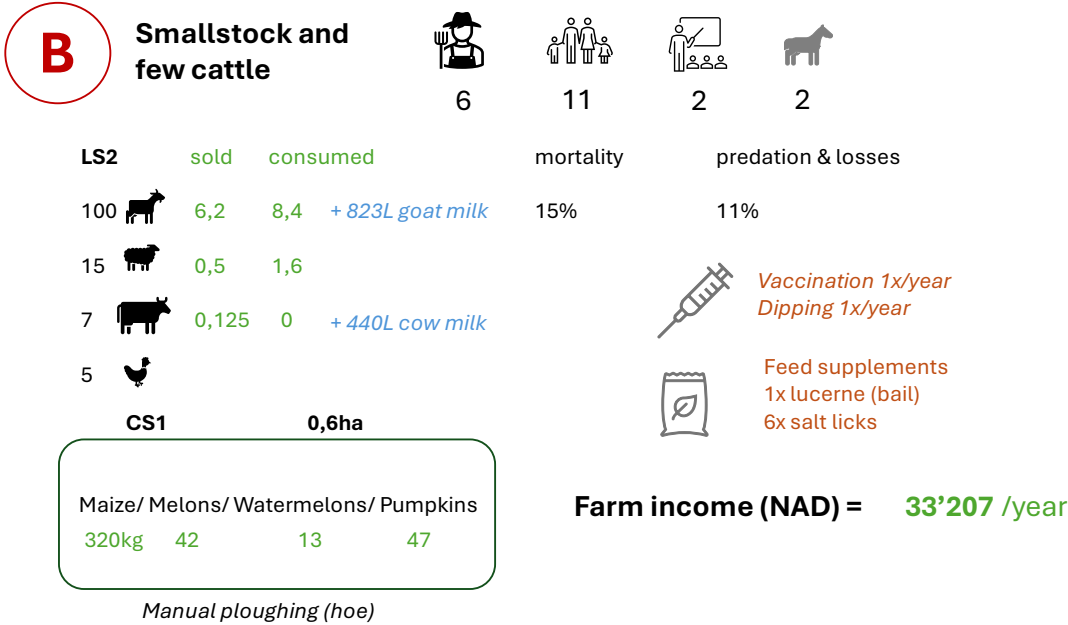 B
Smallstock and
few cattle
6 11 2 2
LS2 sold consumed mortality predation & losses
100 6,2 8,4 + 823L goat milk 15% 11%
15 0,5 1,6
Vaccination 1x/year
Dipping 1x/year
7 0,125 0 + 440L cow milk
5
Feed supplements
1x lucerne (bail)
6x salt licks
CS1 0,6ha
Maize/ Melons/ Watermelons/ Pumpkins
320kg 42 13 47
Farm income (NAD) = 33’207 /year
Manual ploughing (hoe)